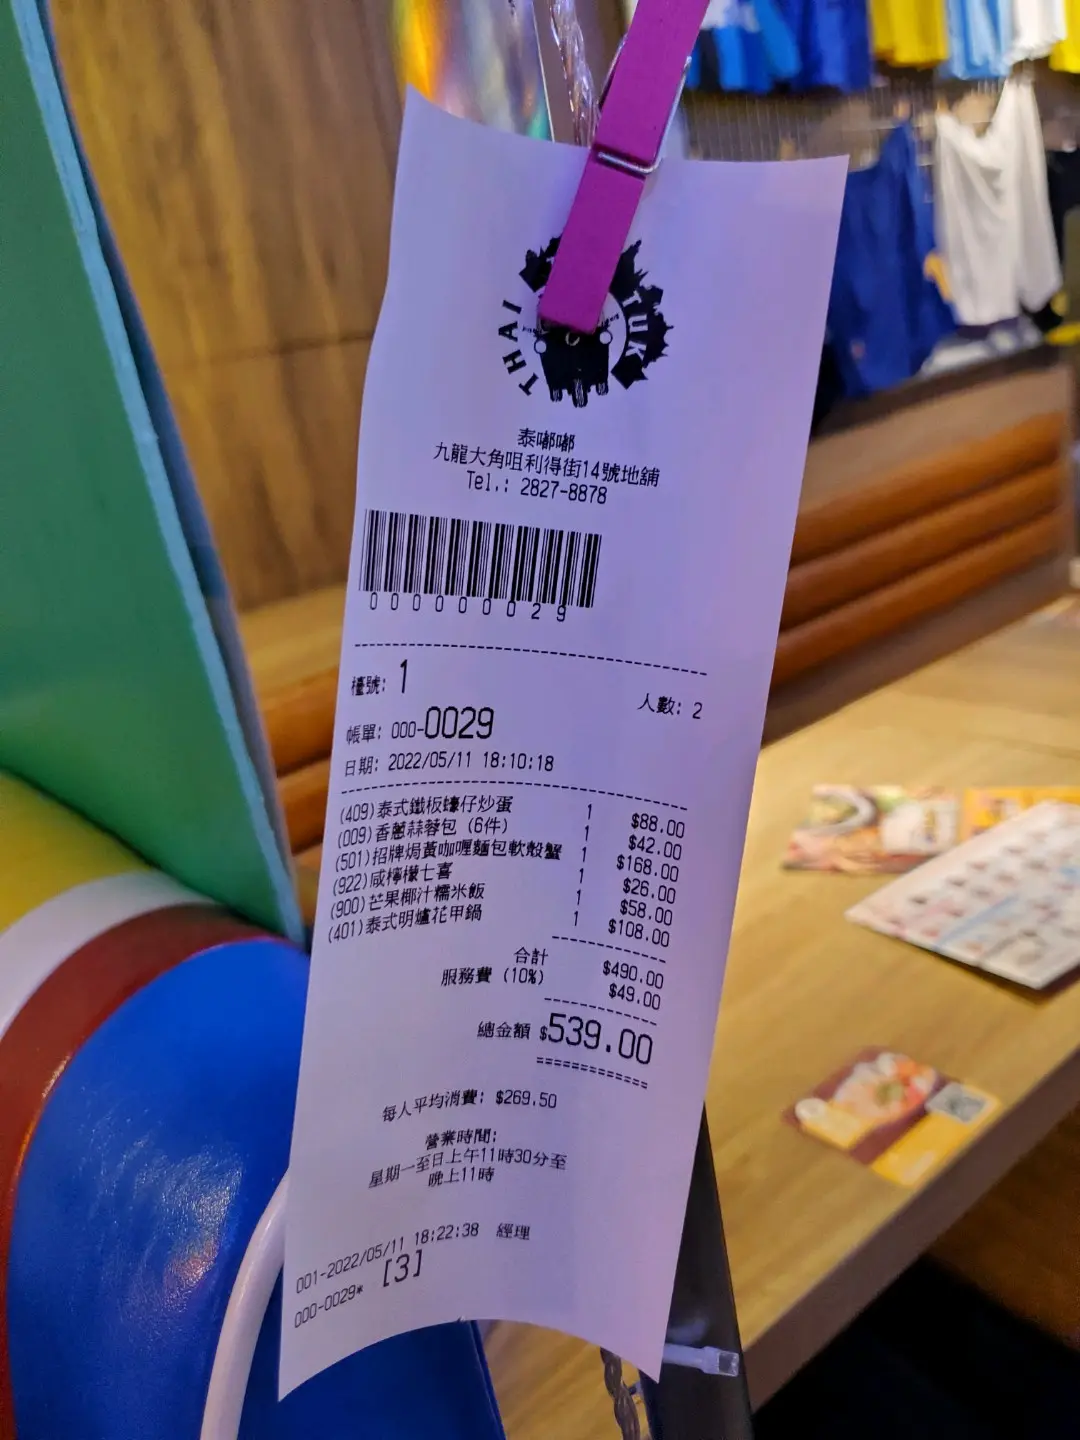 THAI TUK
泰嘟嘟
九龍大角咀利得街14號地舖
Tel.: 2827-8878
000000029
檯號: 1
人數: 2
帳單: 000-0029
日期: 2022/05/11 18:10:18
(409)泰式鐵板蠔仔炒蛋 1 $88.00
(009)香蔥蒜蓉包 (6件) 1 $42.00
(501)招牌焗黃咖喱麵包軟殼蟹 1 $168.00
(922)咸檸檬七喜 1 $26.00
(900)芒果椰汁糯米飯 1 $58.00
(401)泰式明爐花甲鍋 1 $108.00
合計 $490.00
服務費 (10%) $49.00
總金額 $539.00
每人平均消費: $269.50
營業時間:
星期一至日上午11時30分至
晚上11時
001-2022/05/11 18:22:38 經理
000-0029* [3]